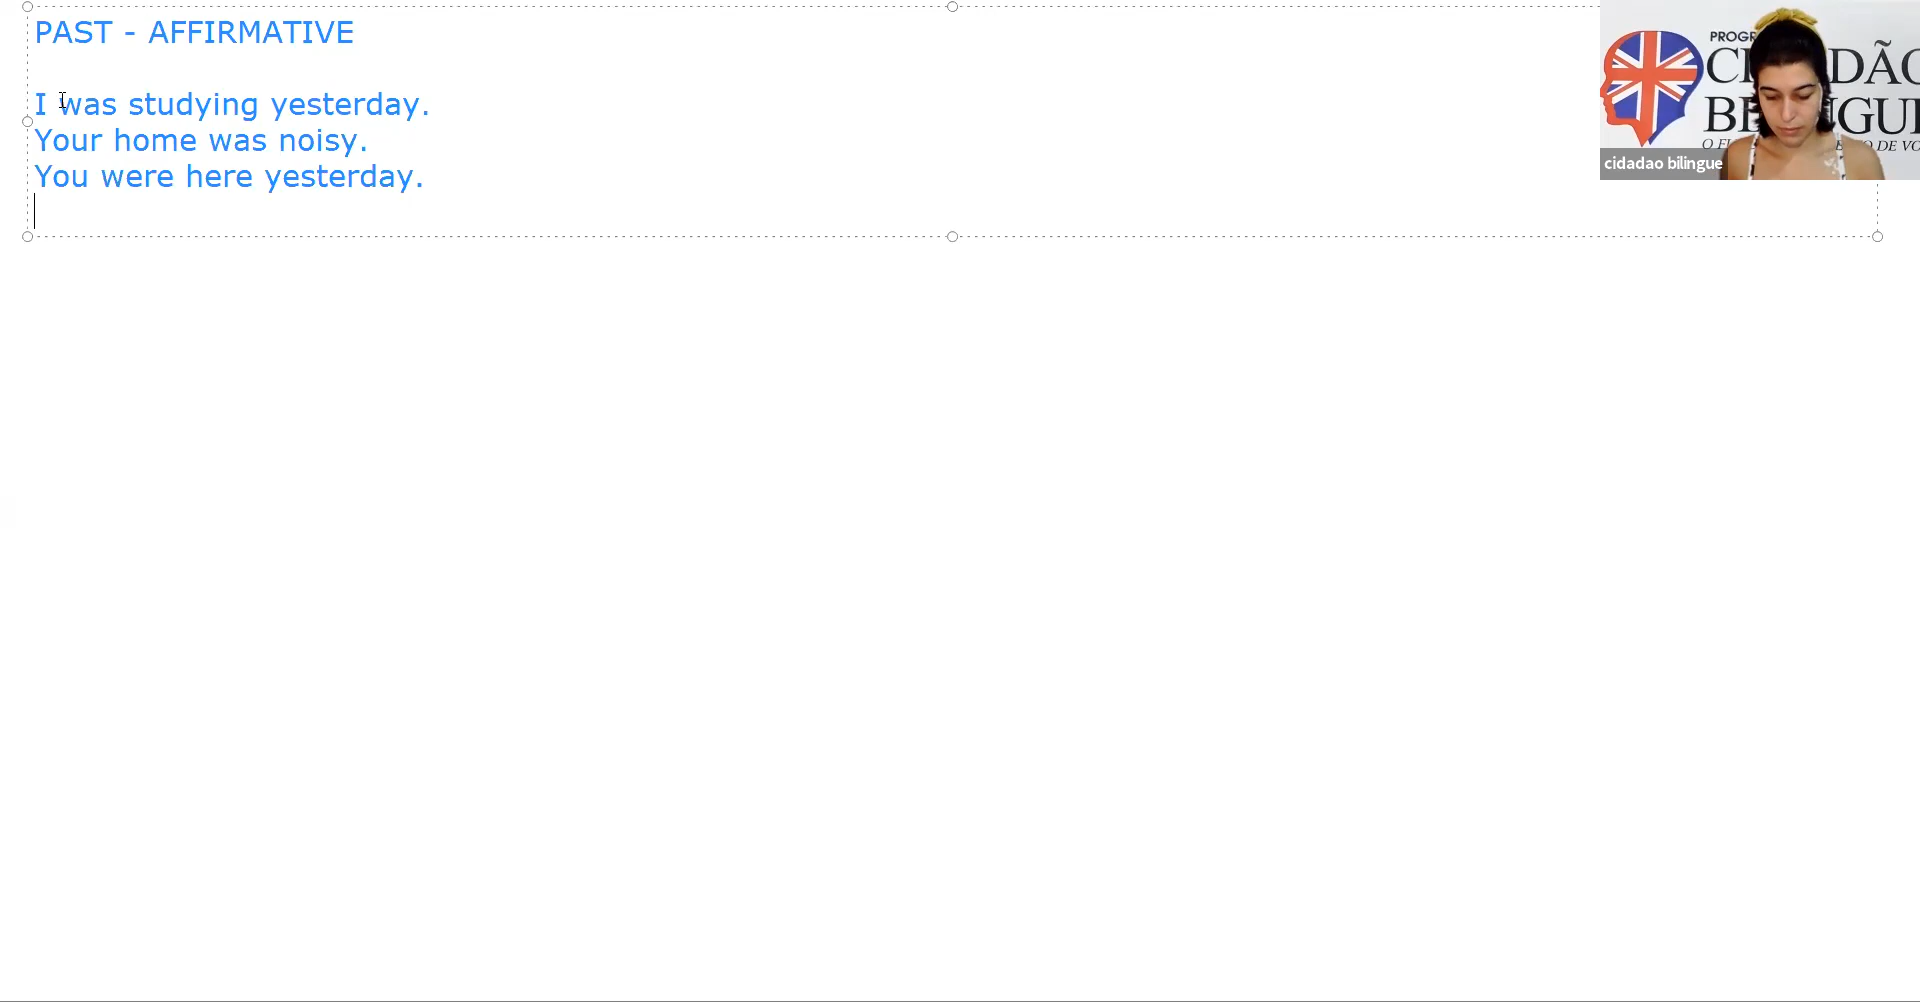 PAST - AFFIRMATIVE
I was studying yesterday.
Your home was noisy.
You were here yesterday.
cidadao bilingue